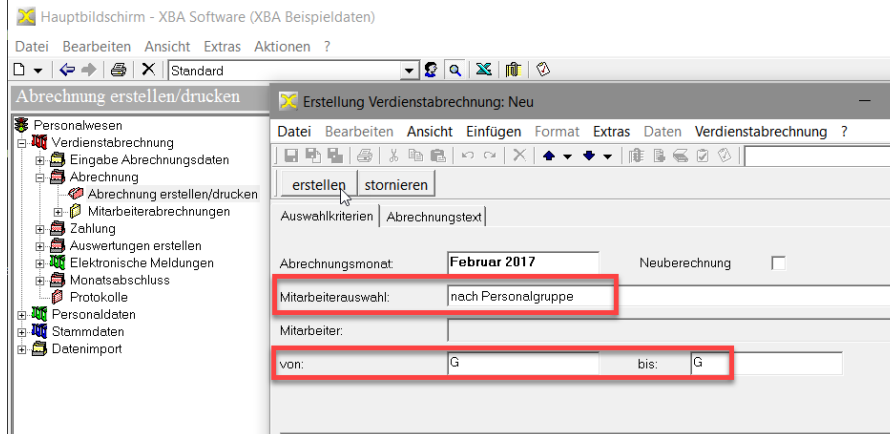 Hauptbildschirm - XBA Software (XBA Beispieldaten)
Datei Bearbeiten Ansicht Extras Aktionen ?
Standard
Abrechnung erstellen/drucken
Personalwesen
Verdienstabrechnung
Eingabe Abrechnungsdaten
Abrechnung
Abrechnung erstellen/drucken
Mitarbeiterabrechnungen
Zahlung
Auswertungen erstellen
Elektronische Meldungen
Monatsabschluss
Protokolle
Personaldaten
Stammdaten
Datenimport
Erstellung Verdienstabrechnung: Neu
Datei Bearbeiten Ansicht Einfügen Format Extras Daten Verdienstabrechnung ?
erstellen stornieren
Auswahlkriterien Abrechnungstext
Abrechnungsmonat: Februar 2017 Neuberechnung
Mitarbeiterauswahl: nach Personalgruppe
Mitarbeiter:
von: G bis: G